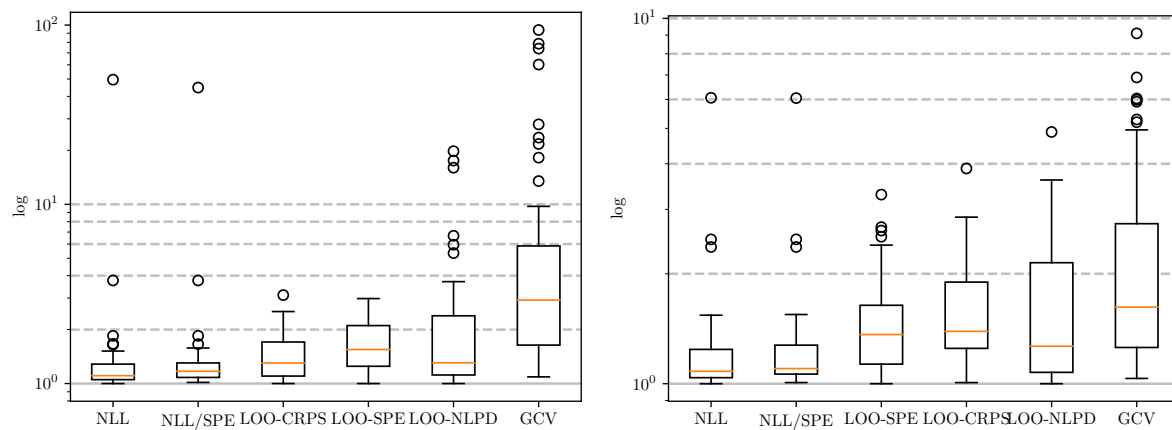 10²
10¹
10⁰
log
NLL
NLL/SPE
LOO-CRPS
LOO-SPE
LOO-NLPD
GCV
10¹
10⁰
log
NLL
NLL/SPE
LOO-SPE
LOO-CRPS
LOO-NLPD
GCV